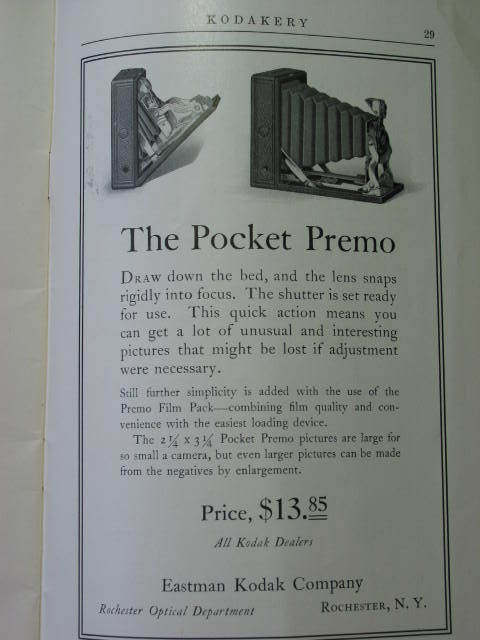 KODAKERY
29
The Pocket Premo
DRAW down the bed, and the lens snaps
rigidly into focus. The shutter is set ready
for use. This quick action means you
can get a lot of unusual and interesting
pictures that might be lost if adjustment
were necessary.
Still further simplicity is added with the use of the
Premo Film Pack—combining film quality and con-
venience with the easiest loading device.
The 2¼ x 3¼ Pocket Premo pictures are large for
so small a camera, but even larger pictures can be made
from the negatives by enlargement.
Price, $13.85
All Kodak Dealers
Eastman Kodak Company
Rochester Optical Department ROCHESTER, N. Y.